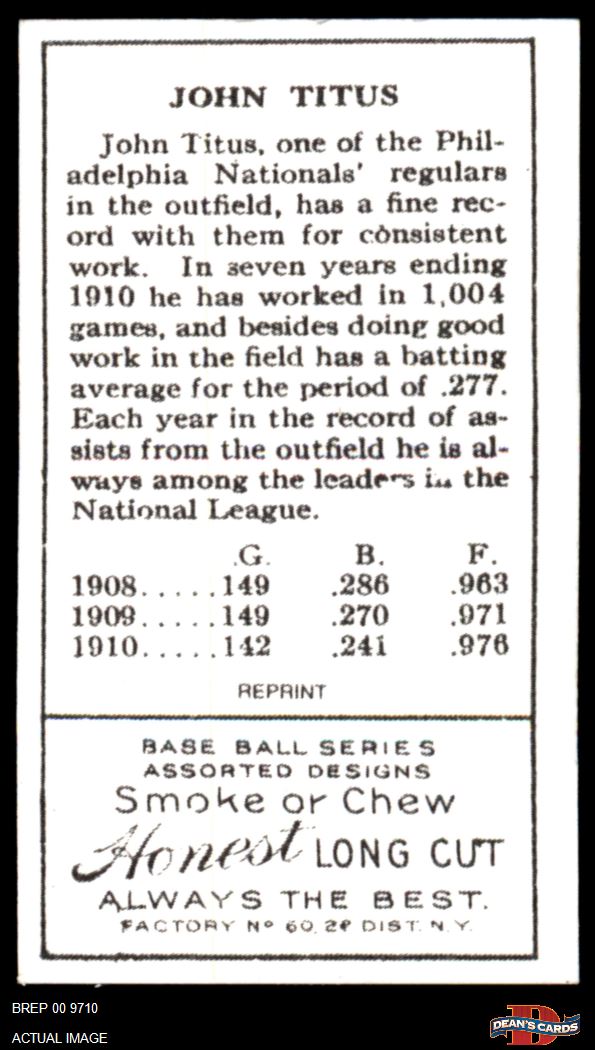 JOHN TITUS
John Titus, one of the Phil-
adelphia Nationals' regulars
in the outfield, has a fine rec-
ord with them for consistent
work. In seven years ending
1910 he has worked in 1,004
games, and besides doing good
work in the field has a batting
average for the period of .277.
Each year in the record of as-
sists from the outfield he is al-
ways among the leaders in the
National League.
G. B. F.
1908.....149 .286 .963
1909.....149 .270 .971
1910.....142 .241 .976
REPRINT
BASE BALL SERIES
ASSORTED DESIGNS
Smoke or Chew
Honest LONG CUT
ALWAYS THE BEST.
FACTORY Nº 60, 2ᴰ DIST. N.Y.
BREP 00 9710
ACTUAL IMAGE
D
DEAN'S CARDS